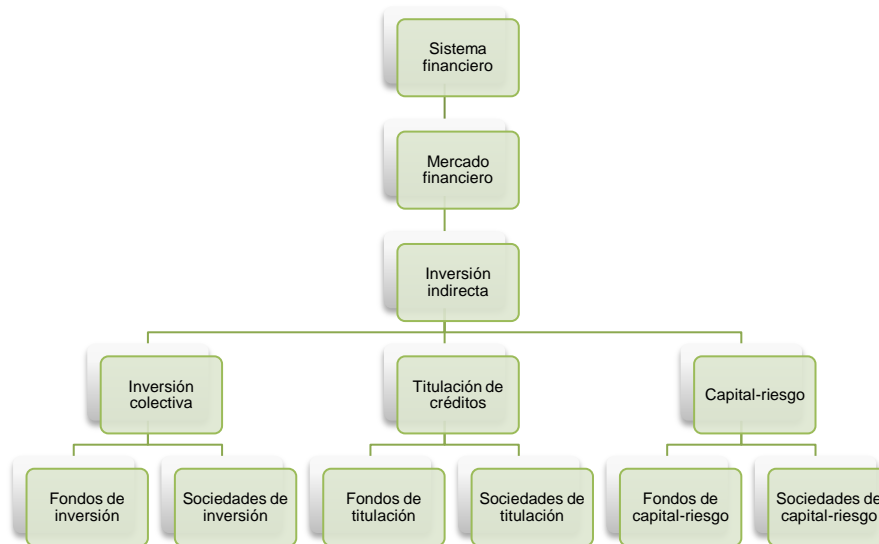 Sistema
financiero
Mercado
financiero
Inversión
indirecta
Inversión
colectiva
Titulación de
créditos
Capital-riesgo
Fondos de
inversión
Sociedades de
inversión
Fondos de
titulación
Sociedades de
titulación
Fondos de
capital-riesgo
Sociedades de
capital-riesgo